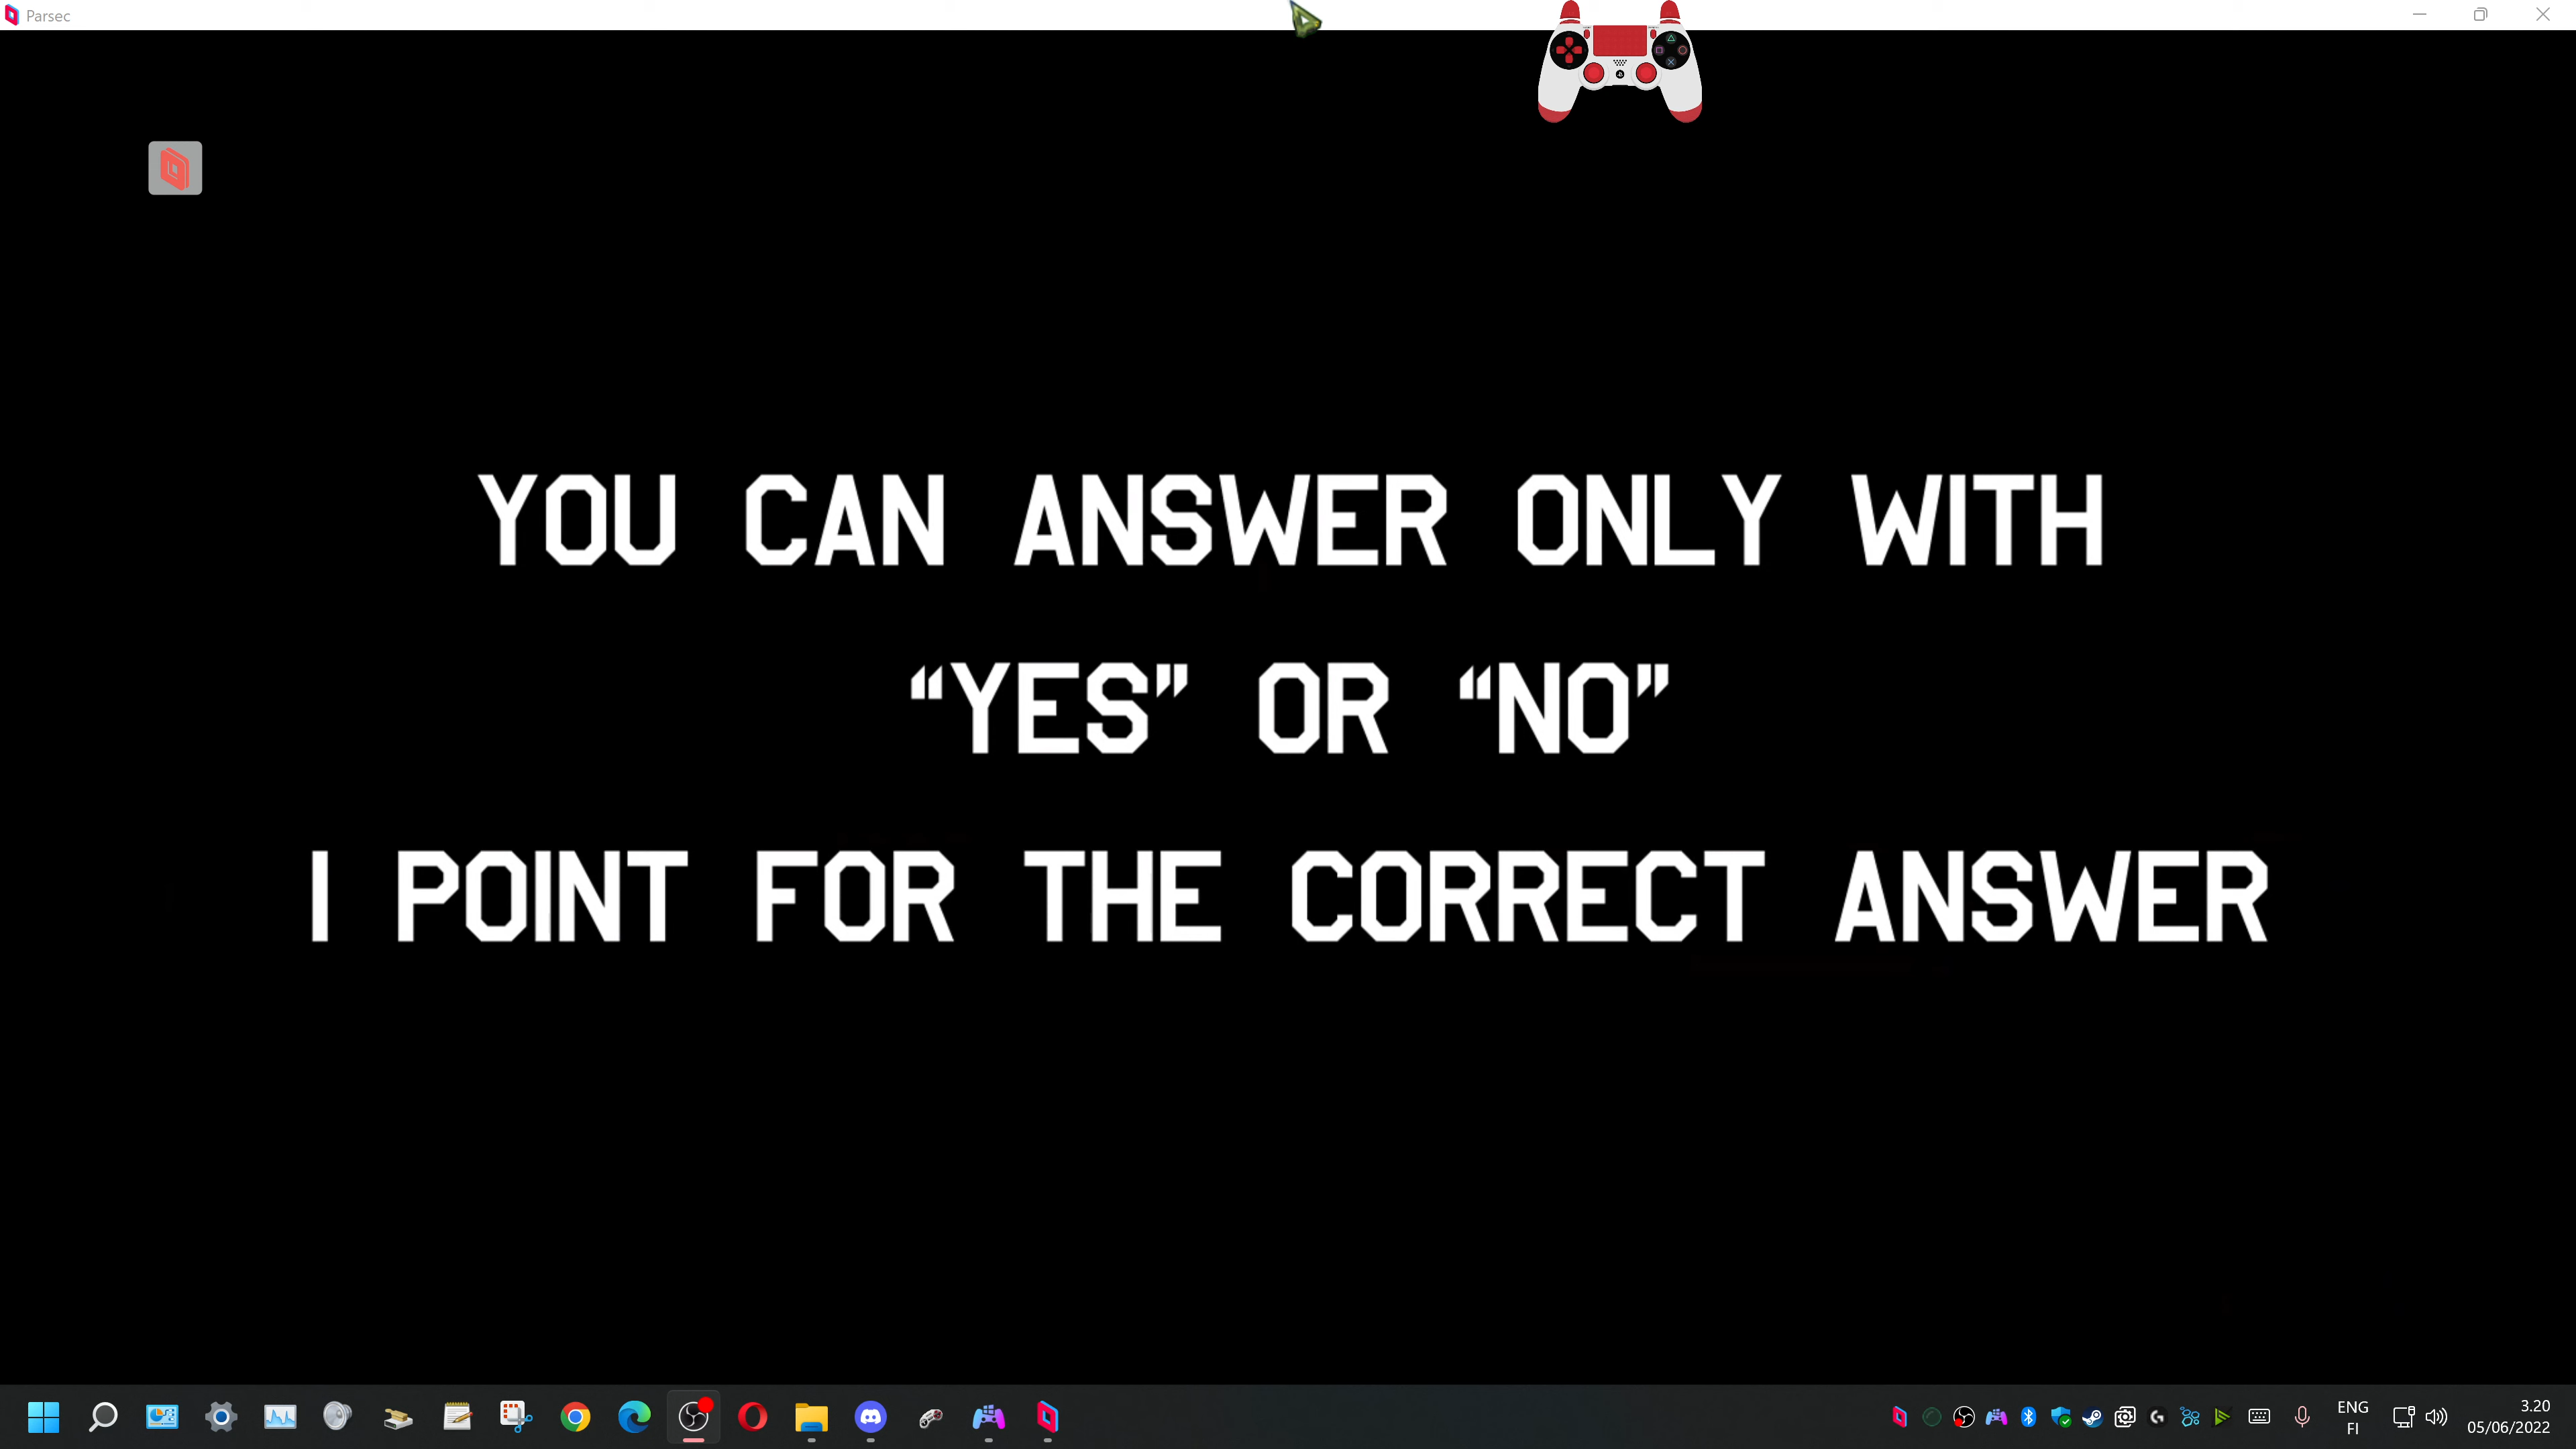 Parsec
YOU CAN ANSWER ONLY WITH
“YES” OR “NO”
I POINT FOR THE CORRECT ANSWER
ENG
FI
3.20
05/06/2022